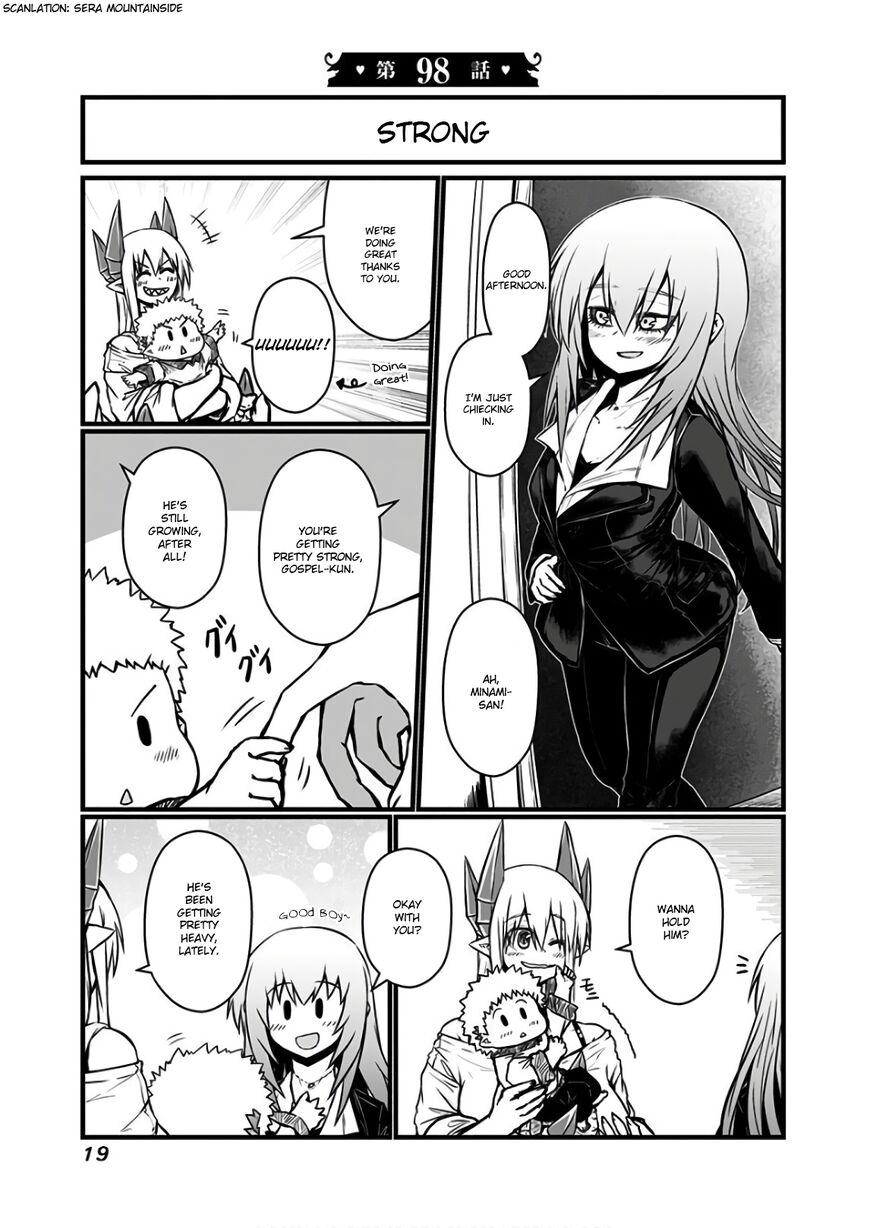 SCANLATION: SERA MOUNTAINSIDE
第 98 話
STRONG
GOOD
AFTERNOON.
I'M JUST
CHIECKING
IN.
AH,
MINAMI-
SAN!
WE'RE
DOING
GREAT
THANKS
TO YOU.
UUUUUU!!
Doing
Great!
YOU'RE
GETTING
PRETTY STRONG,
GOSPEL-KUN.
HE'S
STILL
GROWING,
AFTER
ALL!
グイ
グイ
WANNA
HOLD
HIM?
OKAY
WITH
YOU?
GOOD BOY~
HE'S
BEEN
GETTING
PRETTY
HEAVY,
LATELY.
19